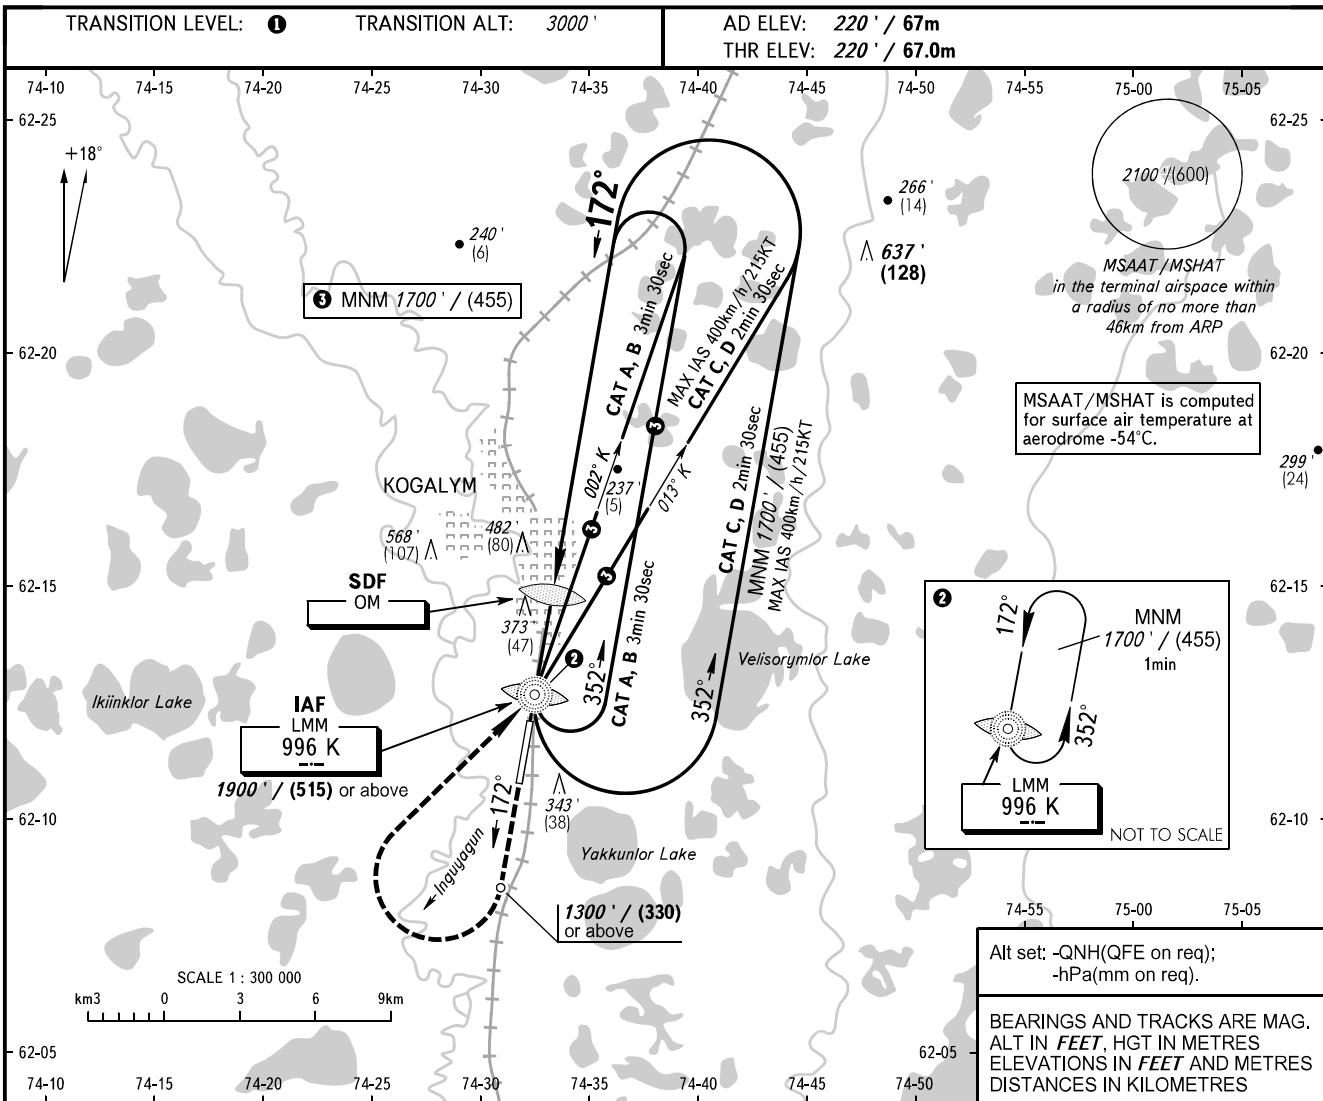 TRANSITION LEVEL: ❶ TRANSITION ALT: 3000 '
AD ELEV: 220 ' / 67m
THR ELEV: 220 ' / 67.0m
74-10 74-15 74-20 74-25 74-30 74-35 74-40 74-45 74-50 74-55 75-00 75-05
62-25 62-25
+18°
2100 '/(600)
MSAAT/MSHAT
in the terminal airspace within
a radius of no more than
46km from ARP
172°
266 '
(14)
240 '
(6)
637 '
(128)
❸ MNM 1700 ' / (455)
62-20 62-20
MSAAT/MSHAT is computed
for surface air temperature at
aerodrome -54°C.
299 '
(24)
CAT A, B 3min 30sec
MAX IAS 400km/h/215KT
CAT C, D 2min 30sec
002° K
013° K
❸
❸
❸
237 '
(5)
CAT C, D 2min 30sec
MNM 1700 ' / (455)
MAX IAS 400km/h/215KT
KOGALYM
568 '
(107)
482 '
(80)
62-15 62-15
SDF
OM
373 '
(47)
❷
CAT A, B 3min 30sec
352°
352°
Velisorymlor Lake
Ikiinklor Lake
IAF
LMM
996 K
1900 ' / (515) or above
❷
172°
MNM
1700 ' / (455)
1min
352°
LMM
996 K
NOT TO SCALE
62-10 62-10
172°
343 '
(38)
Inguyagun
Yakkunlor Lake
1300 ' / (330)
or above
74-55 75-00 75-05
SCALE 1 : 300 000
km3 0 3 6 9km
Alt set: -QNH(QFE on req);
-hPa(mm on req).
BEARINGS AND TRACKS ARE MAG.
ALT IN FEET, HGT IN METRES
ELEVATIONS IN FEET AND METRES
DISTANCES IN KILOMETRES
62-05 62-05
74-10 74-15 74-20 74-25 74-30 74-35 74-40 74-45 74-50